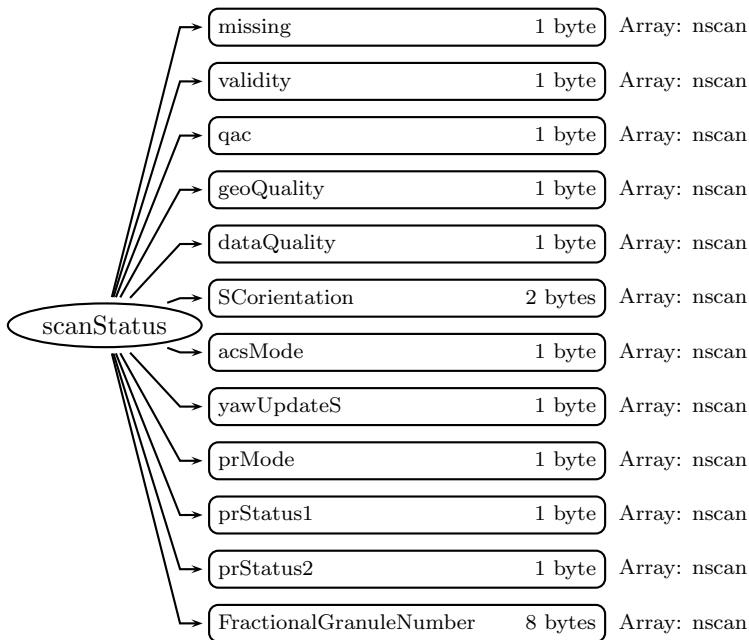 missing 1 byte Array: nscan
validity 1 byte Array: nscan
qac 1 byte Array: nscan
geoQuality 1 byte Array: nscan
dataQuality 1 byte Array: nscan
SCorientation 2 bytes Array: nscan
scanStatus
acsMode 1 byte Array: nscan
yawUpdateS 1 byte Array: nscan
prMode 1 byte Array: nscan
prStatus1 1 byte Array: nscan
prStatus2 1 byte Array: nscan
FractionalGranuleNumber 8 bytes Array: nscan